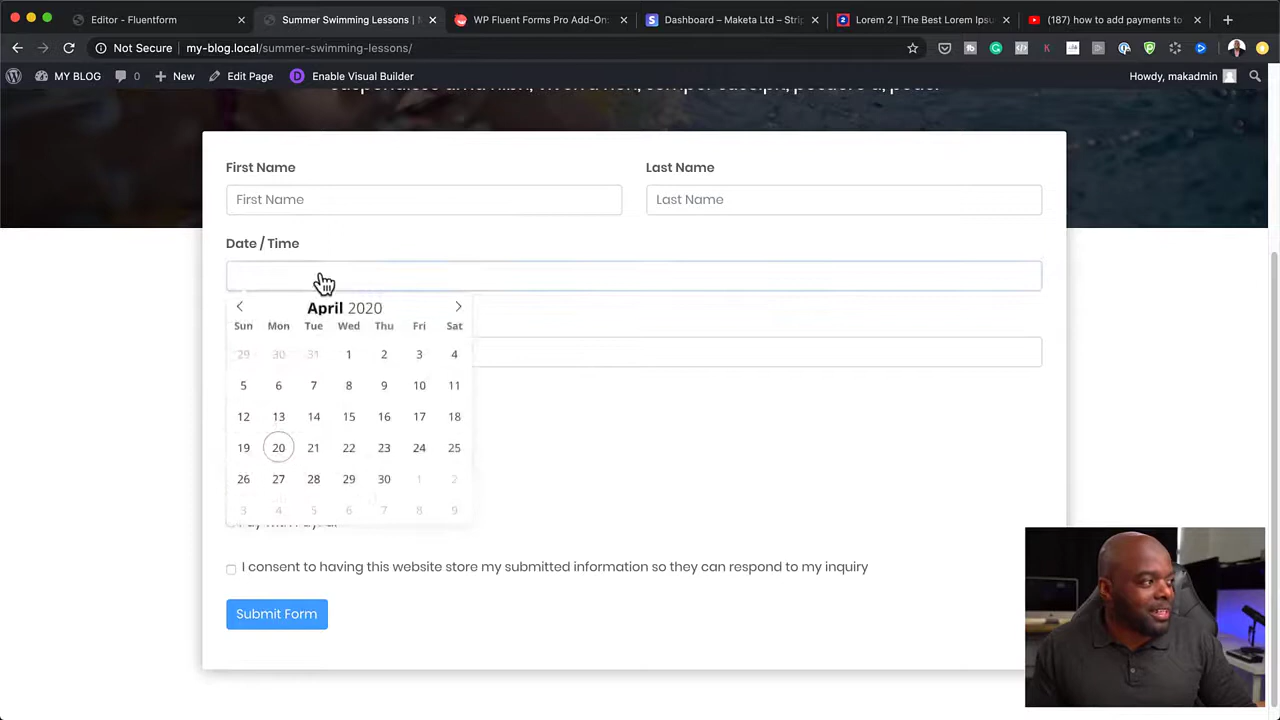 Editor ‹ Devplatform
Summer Swimming Lessons | M
WP Fluent Forms Pro Add-On
Dashboard – Maketa Ltd – Strip
Lorem 2 | The Best Lorem Ipsu
(187) how to add payments to
Not Secure | my-blog.local/summer-swimming-lessons/
MY BLOG 0 New Edit Page Enable Visual Builder Howdy, makadmin
First Name Last Name
First Name Last Name
Date / Time
April 2020
Sun Mon Tue Wed Thu Fri Sat
29 30 31 1 2 3 4
5 6 7 8 9 10 11
12 13 14 15 16 17 18
19 20 21 22 23 24 25
26 27 28 29 30 1 2
3 4 5 6 7 8 9
I consent to having this website store my submitted information so they can respond to my inquiry
Submit Form